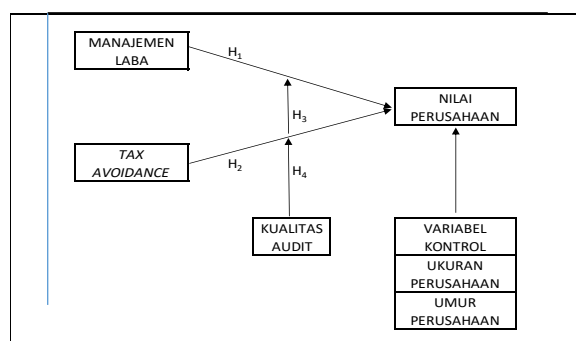 MANAJEMEN
LABA
H1
NILAI
PERUSAHAAN
H3
TAX
AVOIDANCE
H2
H4
KUALITAS
AUDIT
VARIABEL
KONTROL
UKURAN
PERUSAHAAN
UMUR
PERUSAHAAN